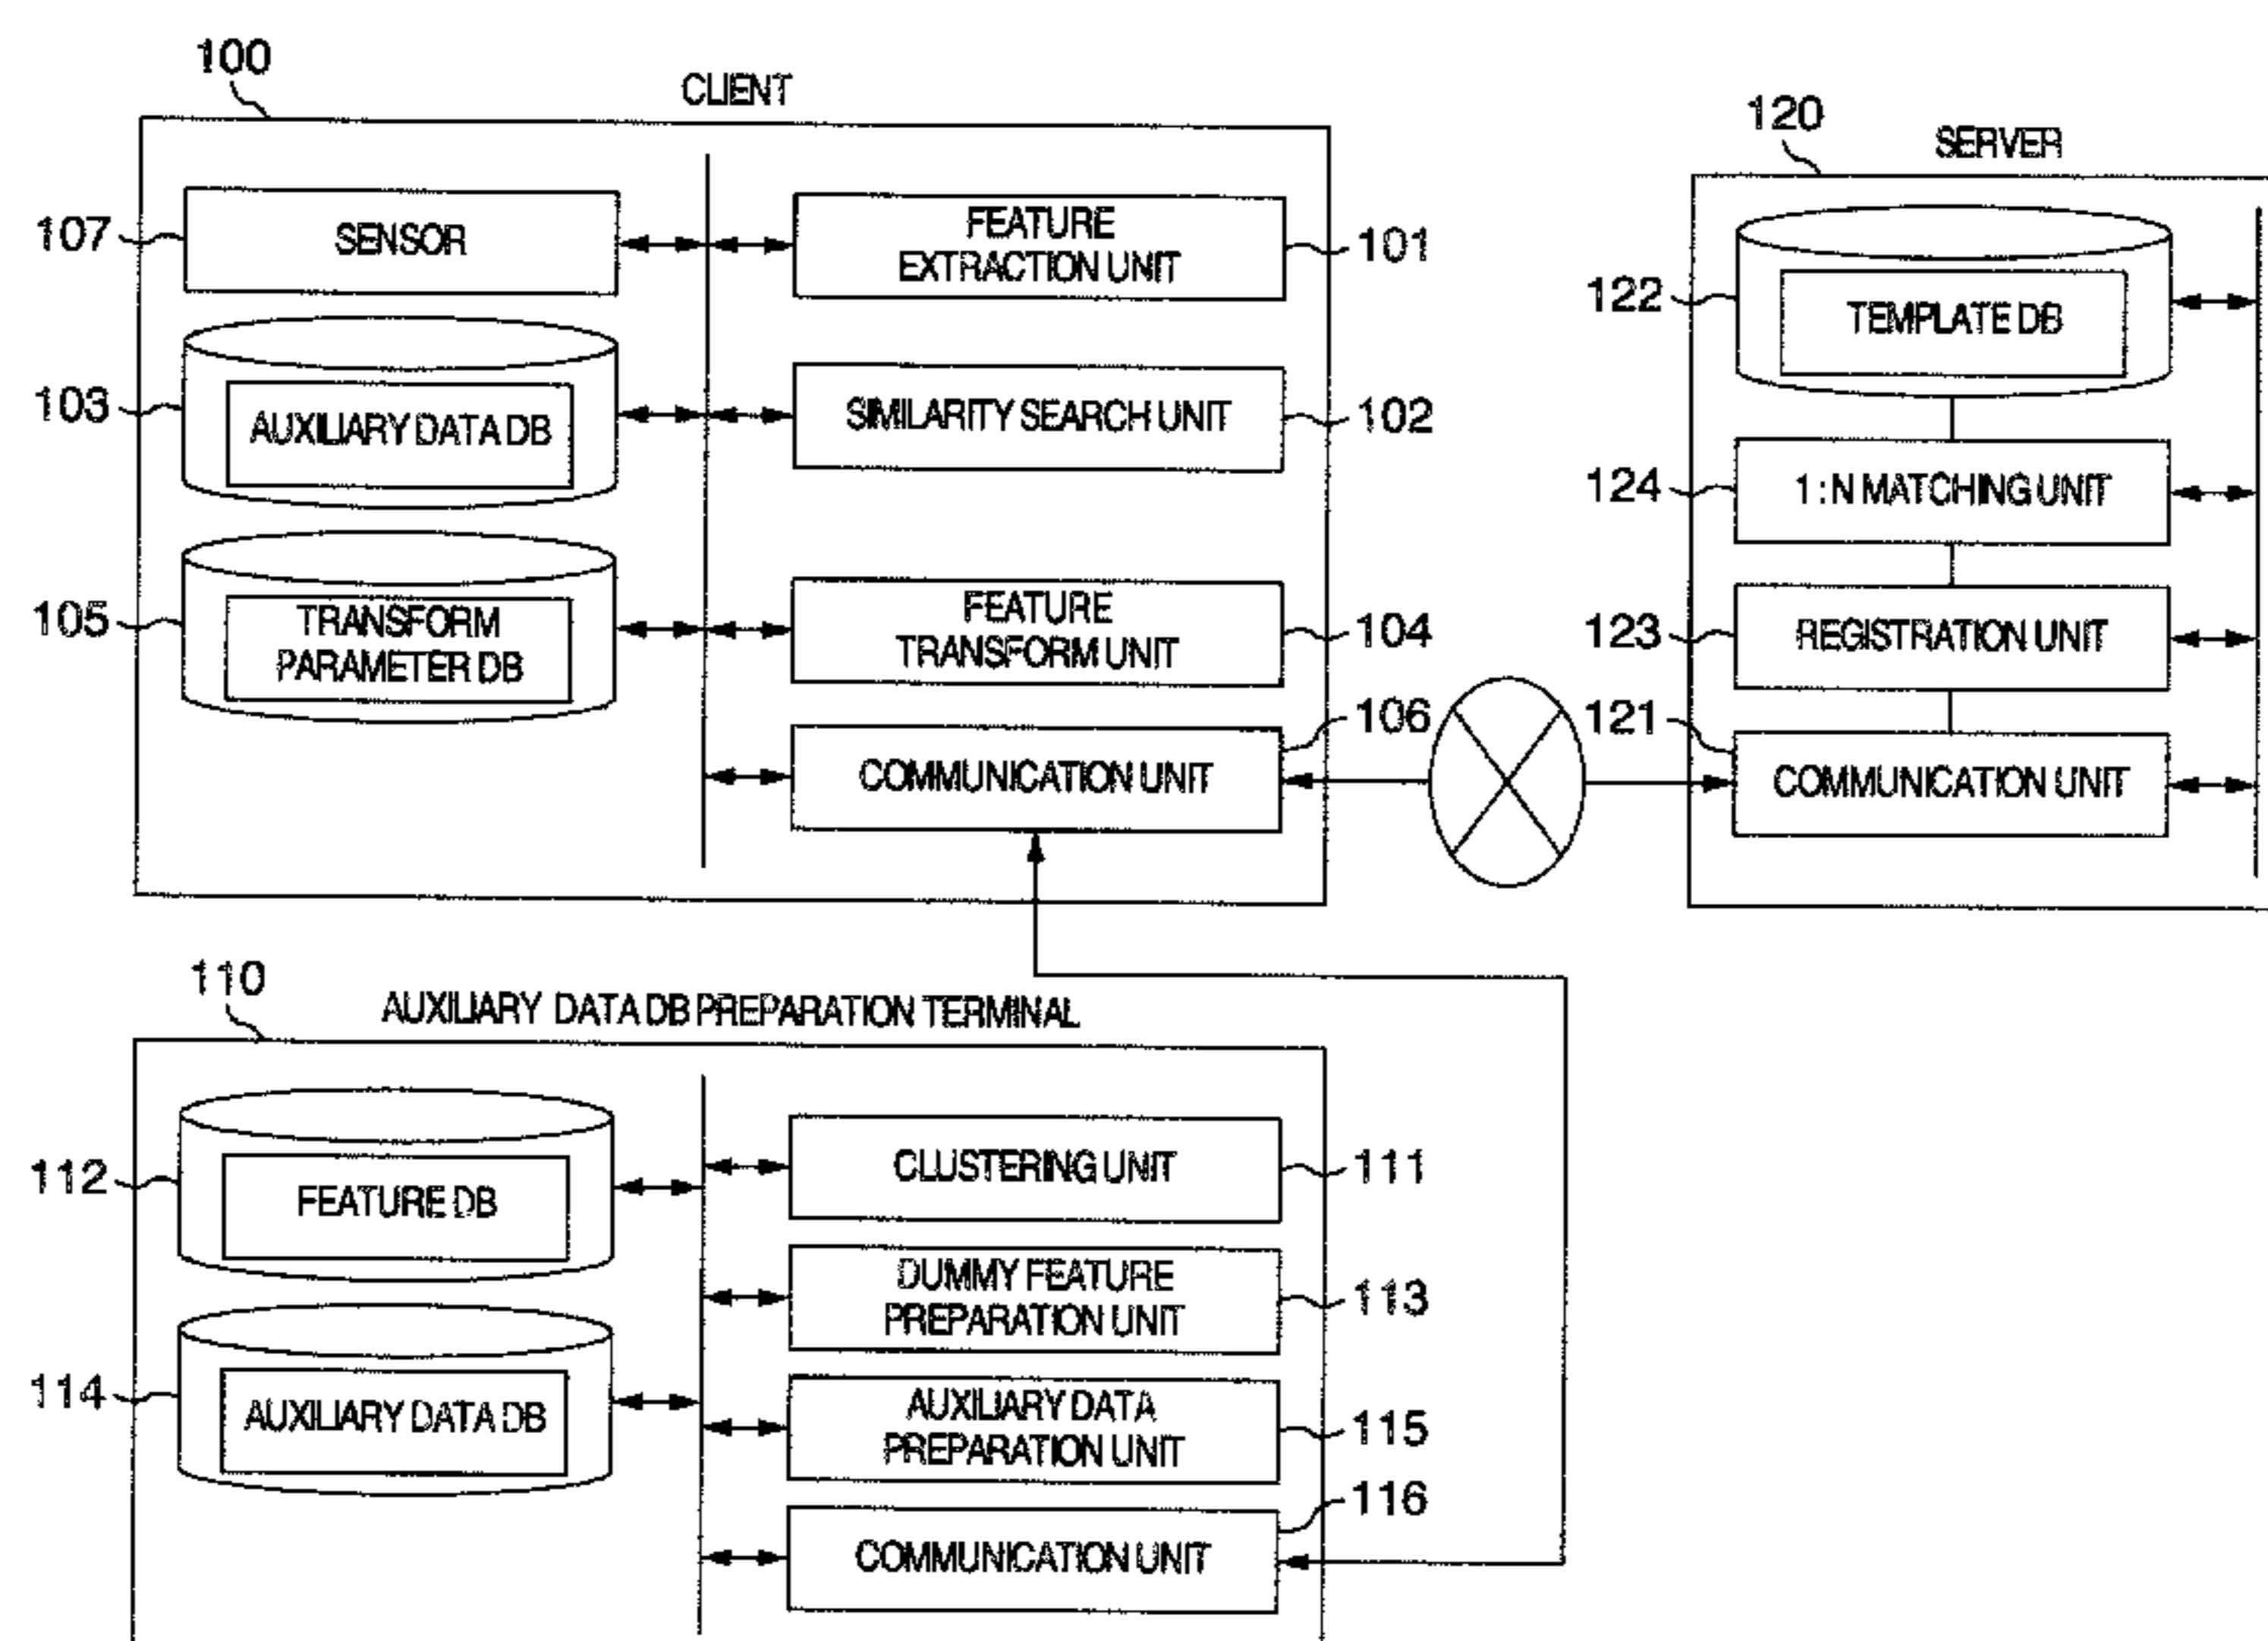 100
CLIENT
107
SENSOR
FEATURE
EXTRACTION UNIT
101
103
AUXILIARY DATA DB
SIMILARITY SEARCH UNIT
102
105
TRANSFORM
PARAMETER DB
FEATURE
TRANSFORM UNIT
104
COMMUNICATION UNIT
106
120
SERVER
122
TEMPLATE DB
124
1:N MATCHING UNIT
123
REGISTRATION UNIT
121
COMMUNICATION UNIT
110
AUXILIARY DATA DB PREPARATION TERMINAL
112
FEATURE DB
CLUSTERING UNIT
111
DUMMY FEATURE
PREPARATION UNIT
113
114
AUXILIARY DATA DB
AUXILIARY DATA
PREPARATION UNIT
115
COMMUNICATION UNIT
116